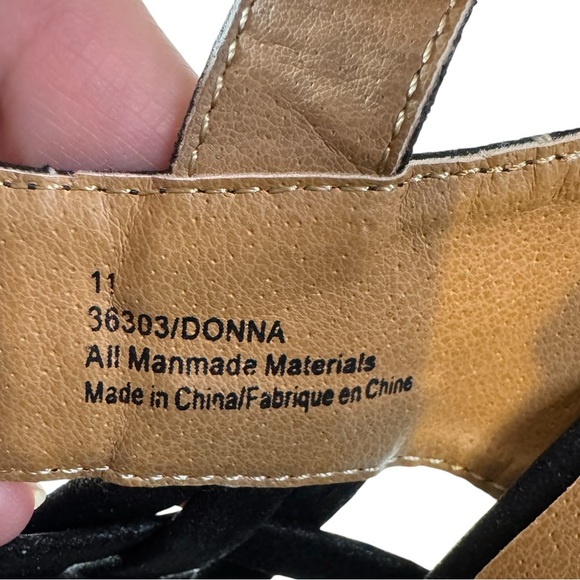 11
36303/DONNA
All Manmade Materials
Made in China/Fabrique en Chine